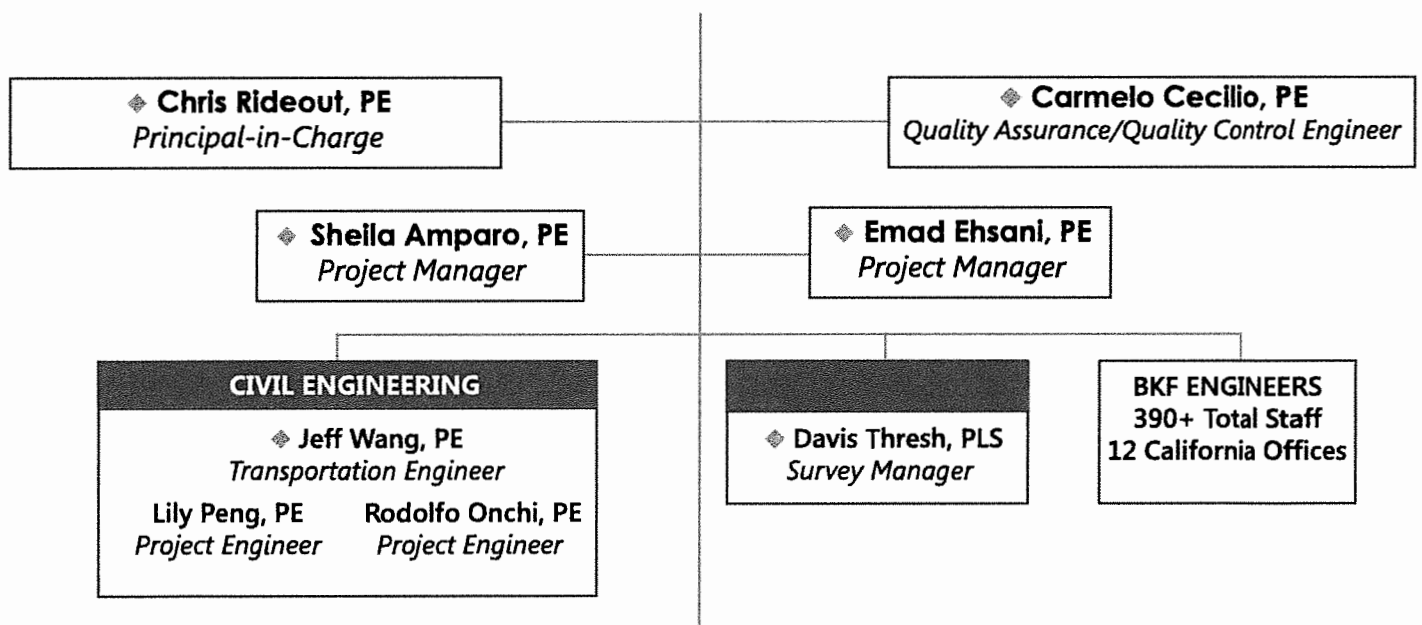 Chris Rideout, PE
Principal-in-Charge
Carmelo Cecilio, PE
Quality Assurance/Quality Control Engineer
Sheila Amparo, PE
Project Manager
Emad Ehsani, PE
Project Manager
CIVIL ENGINEERING
Jeff Wang, PE
Transportation Engineer
Lily Peng, PE
Project Engineer
Rodolfo Onchi, PE
Project Engineer
Davis Thresh, PLS
Survey Manager
BKF ENGINEERS
390+ Total Staff
12 California Offices